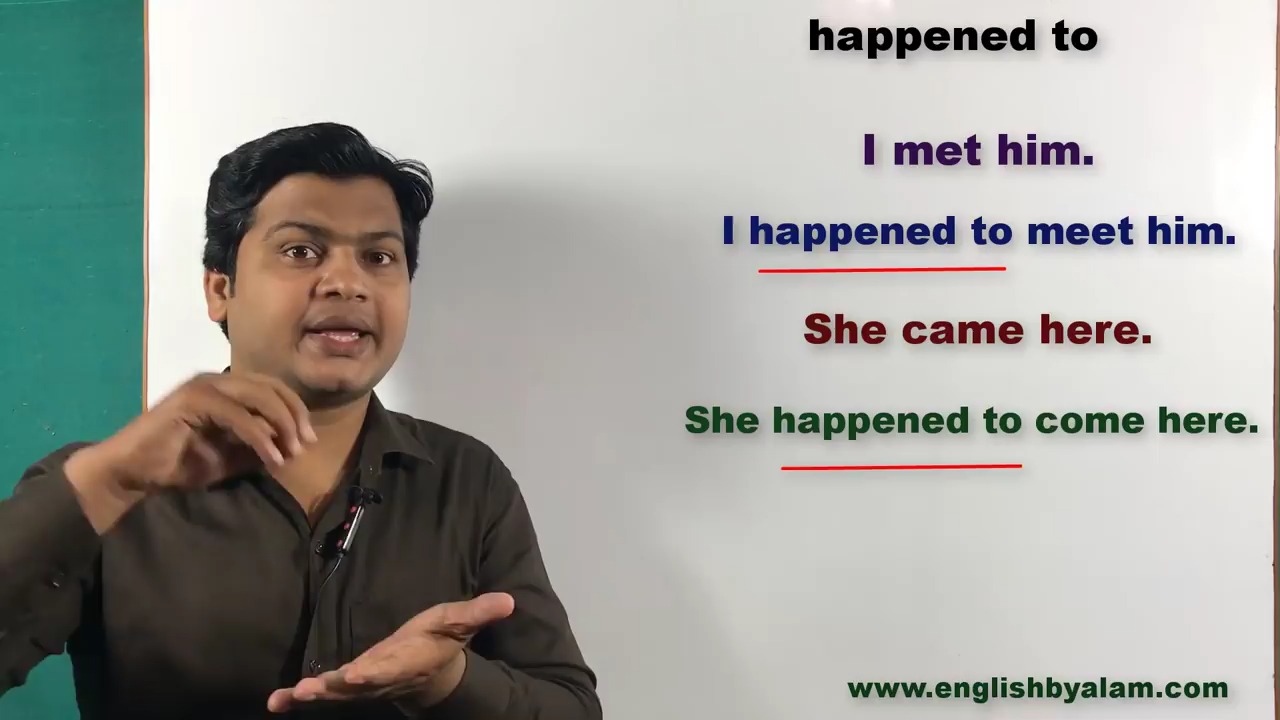 happened to
I met him.
I happened to meet him.
She came here.
She happened to come here.
www.englishbyalam.com